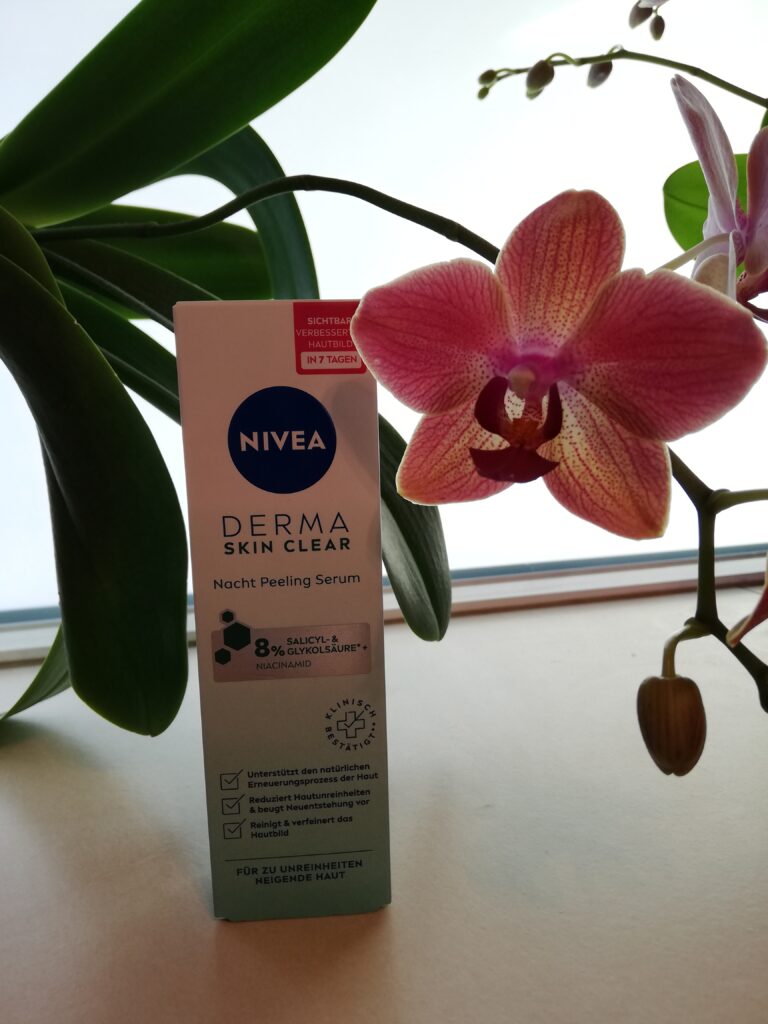 SICHTBAR
VERBESSERT
HAUTBILD
IN 7 TAGEN
NIVEA
DERMA
SKIN CLEAR
Nacht Peeling Serum
8% SALICYL- &
GLYKOLSÄURE*+
NIACINAMID
KLINISCH
BESTÄTIGT**
Unterstützt den natürlichen
Erneuerungsprozess der Haut
Reduziert Hautunreinheiten
& beugt Neuentstehung vor
Reinigt & verfeinert das
Hautbild
FÜR ZU UNREINHEITEN
NEIGENDE HAUT